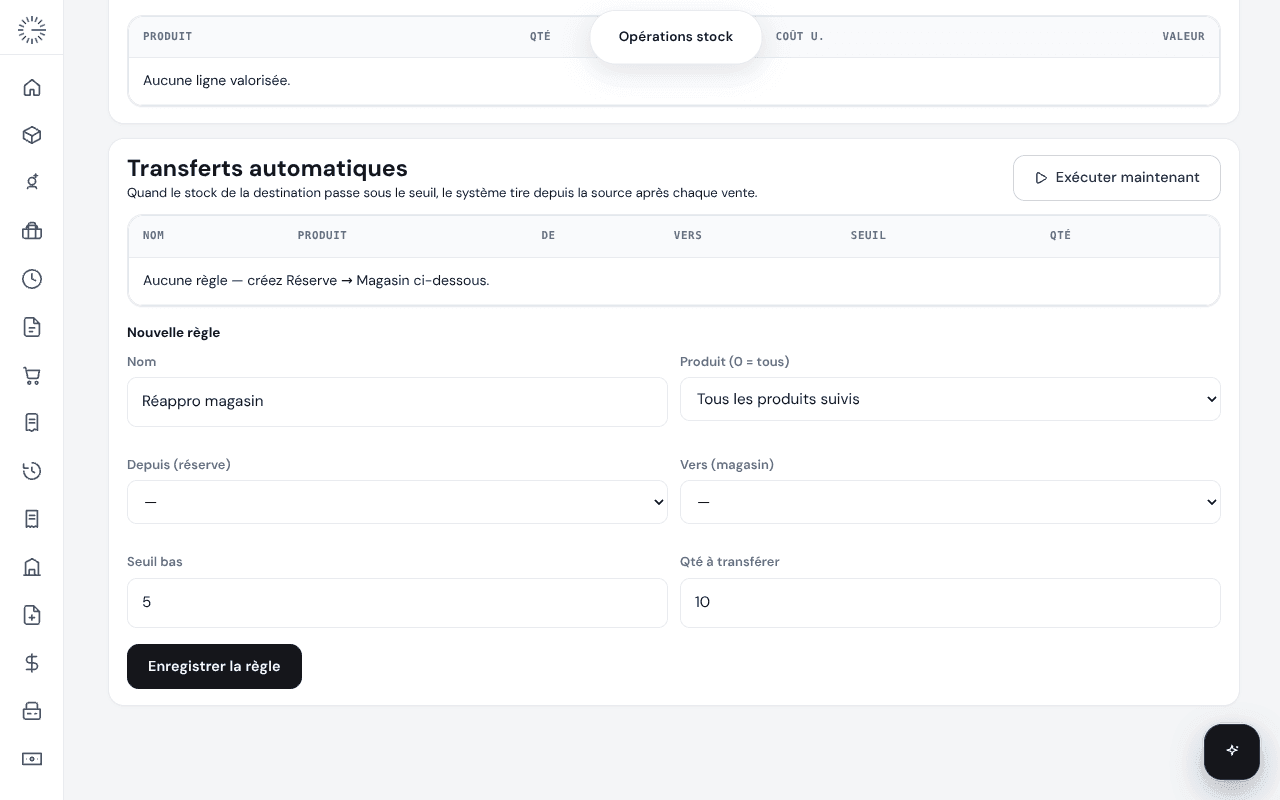 Opérations stock
PRODUIT QTÉ COÛT U. VALEUR
Aucune ligne valorisée.
Transferts automatiques
Quand le stock de la destination passe sous le seuil, le système tire depuis la source après chaque vente.
Exécuter maintenant
NOM PRODUIT DE VERS SEUIL QTÉ
Aucune règle — créez Réserve → Magasin ci-dessous.
Nouvelle règle
Nom Produit (0 = tous)
Réappro magasin Tous les produits suivis
Depuis (réserve) Vers (magasin)
— —
Seuil bas Qté à transférer
5 10
Enregistrer la règle